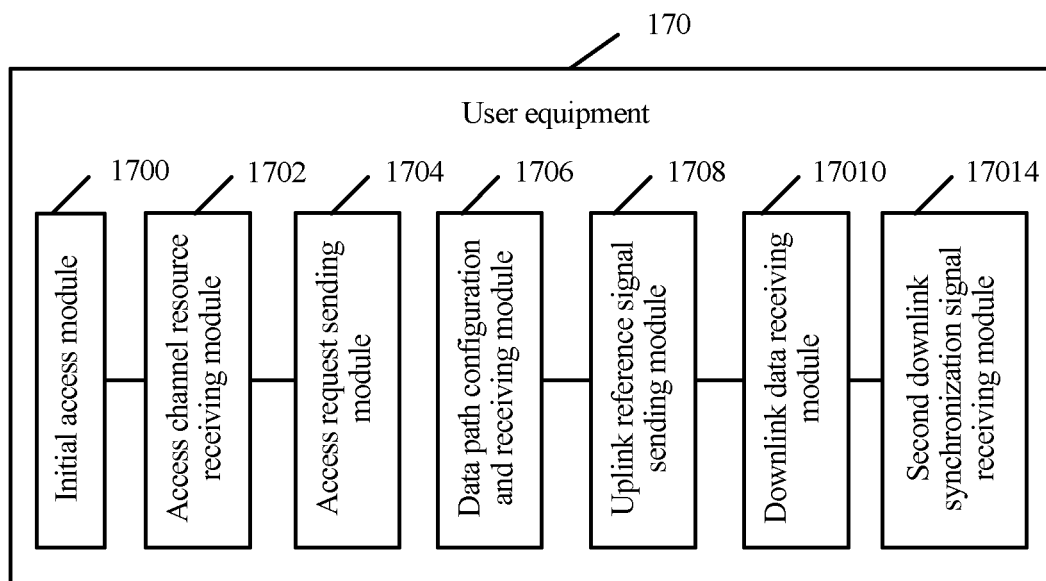 170
User equipment
1700
1702
1704
1706
1708
17010
17014
Initial access module
Access channel resource
receiving module
Access request sending
module
Data path configuration
and receiving module
Uplink reference signal
sending module
Downlink data receiving
module
Second downlink
synchronization signal
receiving module